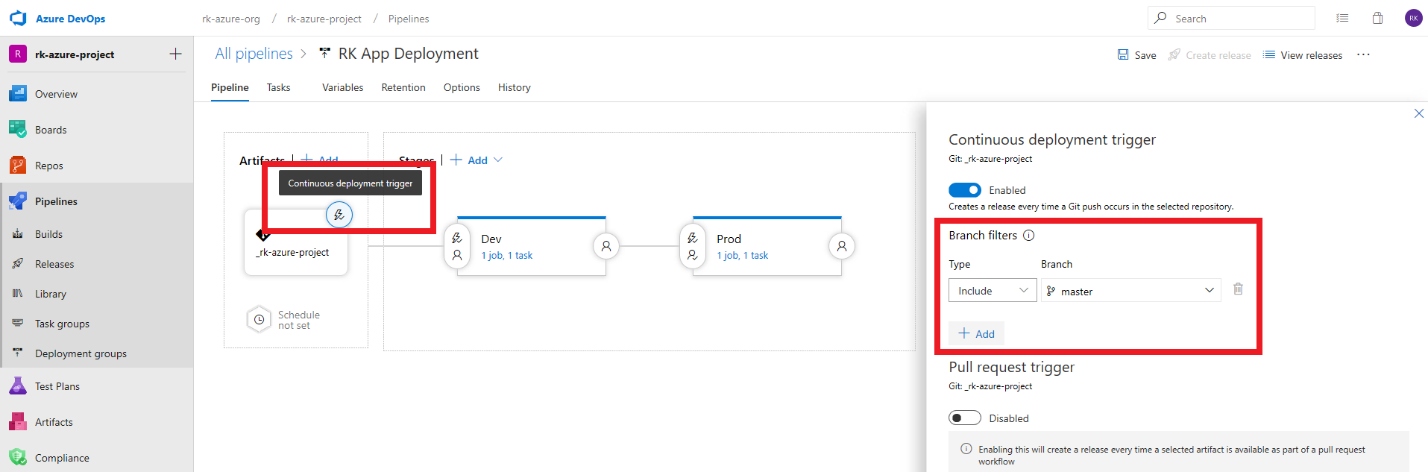 Azure DevOps
rk-azure-org / rk-azure-project / Pipelines
Search
RK
R rk-azure-project
Overview
Boards
Repos
Pipelines
Builds
Releases
Library
Task groups
Deployment groups
Test Plans
Artifacts
Compliance
All pipelines > RK App Deployment
Save
Create release
View releases
Pipeline Tasks Variables Retention Options History
Artifacts | + Add
Continuous deployment trigger
_rk-azure-project
Schedule
not set
Stages | + Add
Dev
1 job, 1 task
Prod
1 job, 1 task
Continuous deployment trigger
Git: _rk-azure-project
Enabled
Creates a release every time a Git push occurs in the selected repository.
Branch filters
Type Branch
Include master
+ Add
Pull request trigger
Git: _rk-azure-project
Disabled
Enabling this will create a release every time a selected artifact is available as part of a pull request
workflow